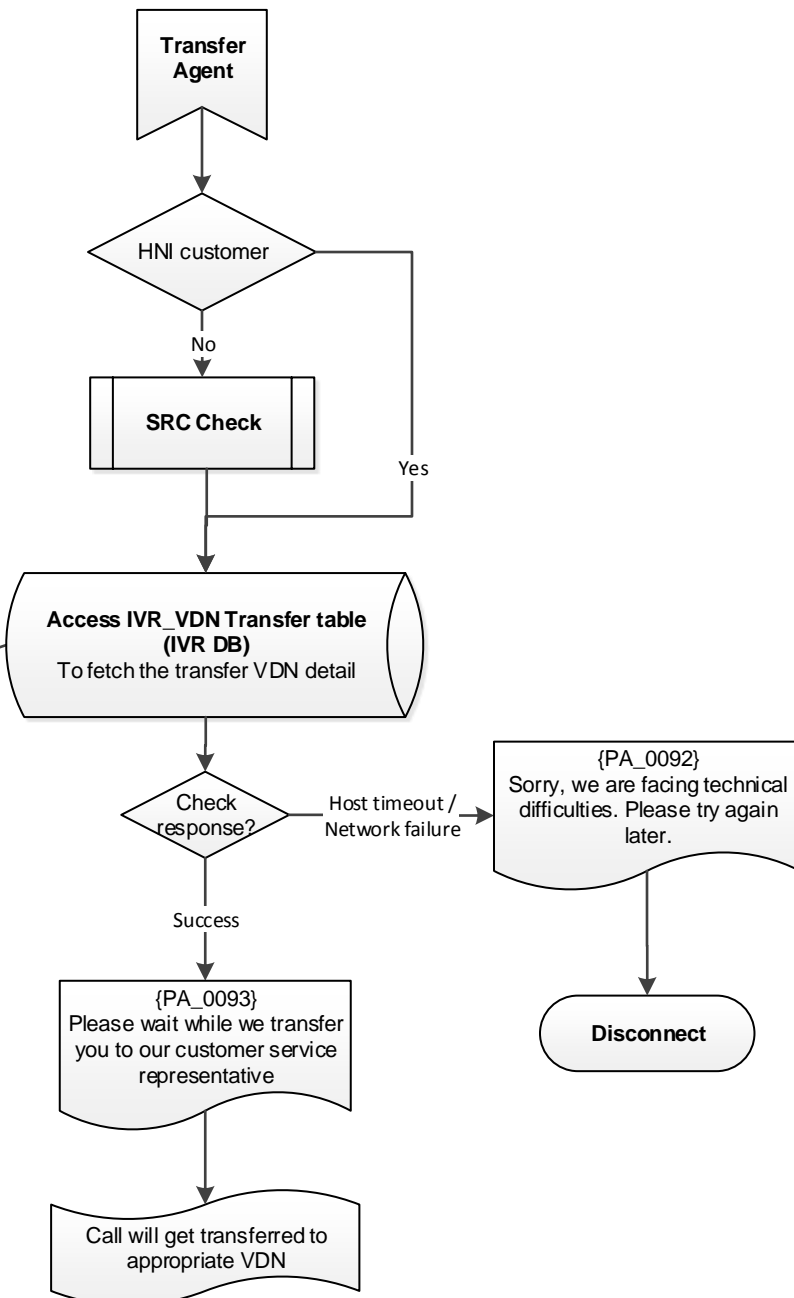 Transfer
Agent
HNI customer
No
SRC Check
Yes
Access IVR_VDN Transfer table
(IVR DB)
To fetch the transfer VDN detail
Check
response?
Host timeout /
Network failure
{PA_0092}
Sorry, we are facing technical
difficulties. Please try again
later.
Success
{PA_0093}
Please wait while we transfer
you to our customer service
representative
Disconnect
Call will get transferred to
appropriate VDN